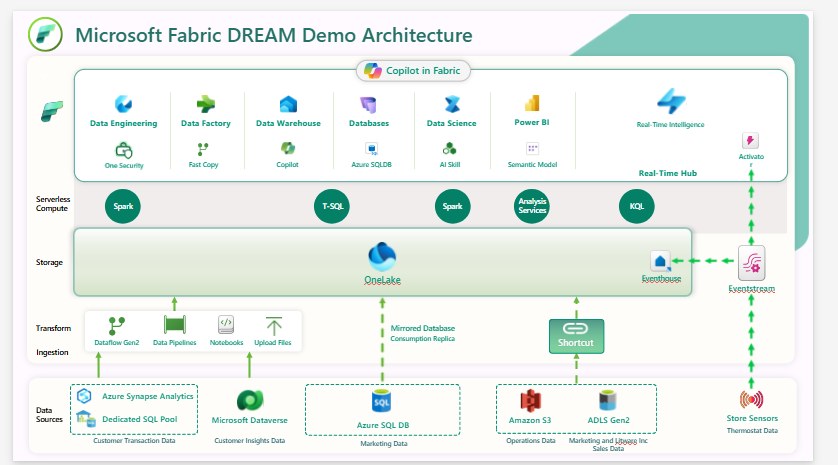 Microsoft Fabric DREAM Demo Architecture
Copilot in Fabric
Data Engineering
Data Factory
Data Warehouse
Databases
Data Science
Power BI
Real-Time Intelligence
One Security
Fast Copy
Copilot
Azure SQLDB
AI Skill
Semantic Model
Activato
Real-Time Hub
Serverless
Compute
Spark
T-SQL
Spark
Analysis
Services
KQL
Storage
OneLake
Eventhouse
Eventstream
Transform
Ingestion
Dataflow Gen2
Data Pipelines
Notebooks
Upload Files
Mirrored Database
Consumption Replica
Shortcut
Data
Sources
Azure Synapse Analytics
Dedicated SQL Pool
Customer Transaction Data
Microsoft Dataverse
Customer Insights Data
SQL
Azure SQL DB
Marketing Data
Amazon S3
Operations Data
ADLS Gen2
Marketing and Litware Inc
Sales Data
Store Sensors
Thermostat Data